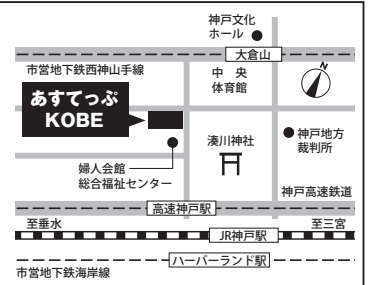 神戸文化
ホール
大倉山
市営地下鉄西神山手線
中央
体育館
N
あすてっぷ
KOBE
湊川神社
神戸地方
裁判所
婦人会館
総合福祉センター
神戸高速鉄道
高速神戸駅
至垂水
至三宮
JR神戸駅
ハーバーランド駅
市営地下鉄海岸線